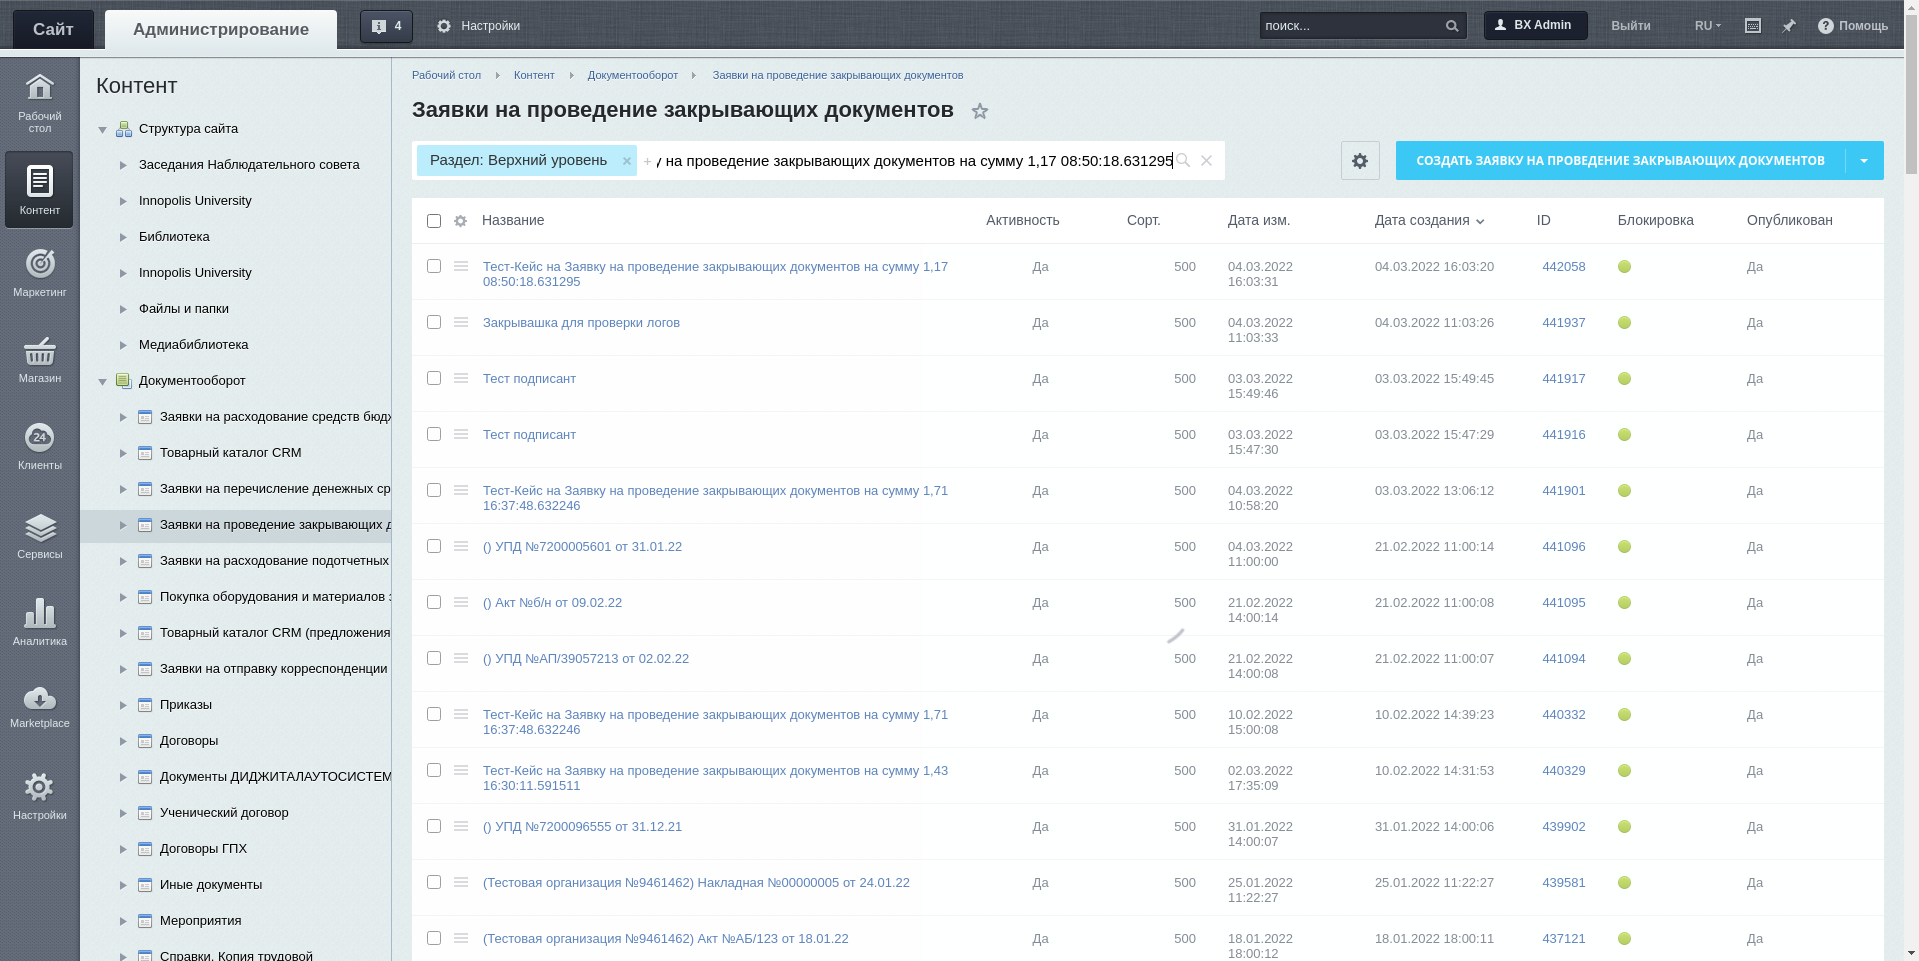 Сайт
Администрирование
4
Настройки
поиск...
BX Admin
Выйти
RU
Помощь
Рабочий стол
Контент
Маркетинг
Магазин
24
Клиенты
Сервисы
Аналитика
Marketplace
Настройки
Контент
Структура сайта
Заседания Наблюдательного совета
Innopolis University
Библиотека
Innopolis University
Файлы и папки
Медиабиблиотека
Документооборот
Заявки на расходование средств бюдж
Товарный каталог CRM
Заявки на перечисление денежных ср
Заявки на проведение закрывающих д
Заявки на расходование подотчетных
Покупка оборудования и материалов з
Товарный каталог CRM (предложения
Заявки на отправку корреспонденции
Приказы
Договоры
Документы ДИДЖИТАЛАУТОСИСТЕМ
Ученический договор
Договоры ГПХ
Иные документы
Мероприятия
Справки. Копия трудовой
Рабочий стол Контент Документооборот Заявки на проведение закрывающих документов
Заявки на проведение закрывающих документов
Раздел: Верхний уровень × + у на проведение закрывающих документов на сумму 1,17 08:50:18.631295
СОЗДАТЬ ЗАЯВКУ НА ПРОВЕДЕНИЕ ЗАКРЫВАЮЩИХ ДОКУМЕНТОВ
Название Активность Сорт. Дата изм. Дата создания ID Блокировка Опубликован
Тест-Кейс на Заявку на проведение закрывающих документов на сумму 1,17 Да 500 04.03.2022 04.03.2022 16:03:20 442058 Да
08:50:18.631295 16:03:31
Закрывашка для проверки логов Да 500 04.03.2022 04.03.2022 11:03:26 441937 Да
11:03:33
Тест подписант Да 500 03.03.2022 03.03.2022 15:49:45 441917 Да
15:49:46
Тест подписант Да 500 03.03.2022 03.03.2022 15:47:29 441916 Да
15:47:30
Тест-Кейс на Заявку на проведение закрывающих документов на сумму 1,71 Да 500 04.03.2022 03.03.2022 13:06:12 441901 Да
16:37:48.632246 10:58:20
() УПД №7200005601 от 31.01.22 Да 500 04.03.2022 21.02.2022 11:00:14 441096 Да
11:00:00
() Акт №б/н от 09.02.22 Да 500 21.02.2022 21.02.2022 11:00:08 441095 Да
14:00:14
() УПД №АП/39057213 от 02.02.22 Да 500 21.02.2022 21.02.2022 11:00:07 441094 Да
14:00:08
Тест-Кейс на Заявку на проведение закрывающих документов на сумму 1,71 Да 500 10.02.2022 10.02.2022 14:39:23 440332 Да
16:37:48.632246 15:00:08
Тест-Кейс на Заявку на проведение закрывающих документов на сумму 1,43 Да 500 02.03.2022 10.02.2022 14:31:53 440329 Да
16:30:11.591511 17:35:09
() УПД №7200096555 от 31.12.21 Да 500 31.01.2022 31.01.2022 14:00:06 439902 Да
14:00:07
(Тестовая организация №9461462) Накладная №00000005 от 24.01.22 Да 500 25.01.2022 25.01.2022 11:22:27 439581 Да
11:22:27
(Тестовая организация №9461462) Акт №АБ/123 от 18.01.22 Да 500 18.01.2022 18.01.2022 18:00:11 437121 Да
18:00:12